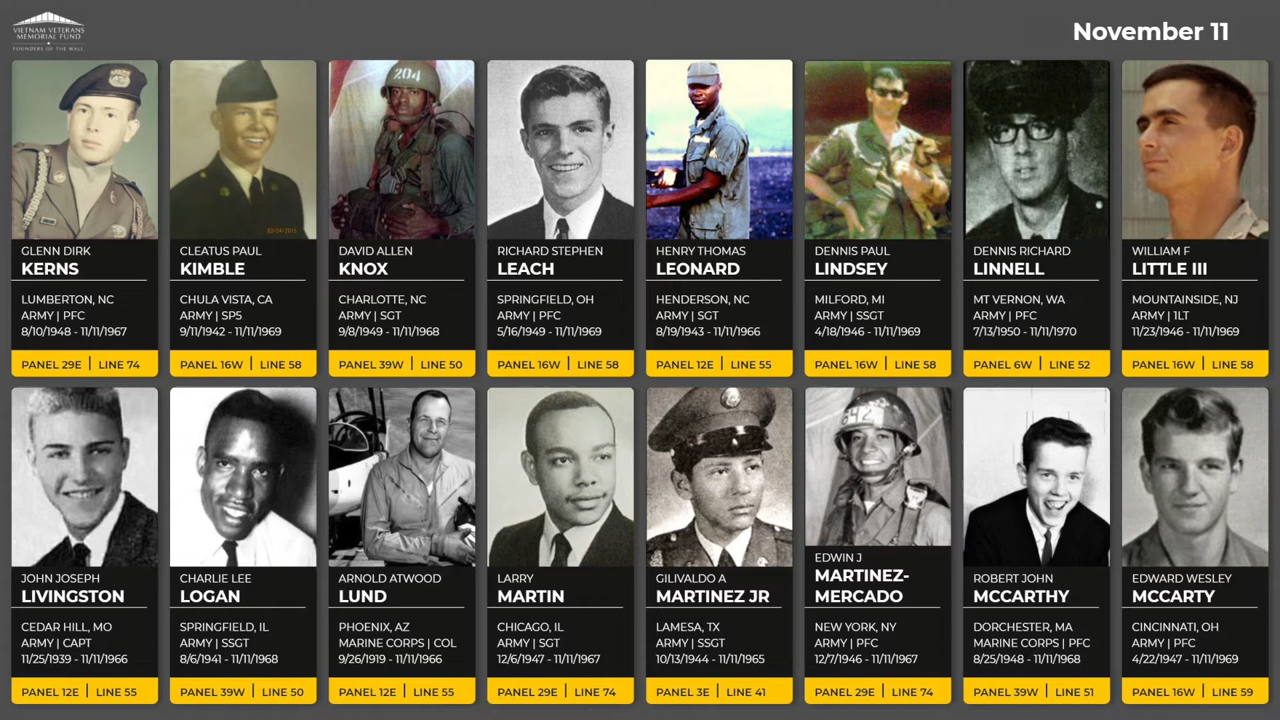 VIETNAM VETERANS
MEMORIAL FUND
FOUNDERS OF THE WALL
November 11
GLENN DIRK
KERNS
LUMBERTON, NC
ARMY | PFC
8/10/1948 - 11/11/1967
PANEL 29E | LINE 74
03/24/2015
CLEATUS PAUL
KIMBLE
CHULA VISTA, CA
ARMY | SP5
9/11/1942 - 11/11/1969
PANEL 16W | LINE 58
204
DAVID ALLEN
KNOX
CHARLOTTE, NC
ARMY | SGT
9/8/1949 - 11/11/1968
PANEL 39W | LINE 50
RICHARD STEPHEN
LEACH
SPRINGFIELD, OH
ARMY | PFC
5/16/1949 - 11/11/1969
PANEL 16W | LINE 58
HENRY THOMAS
LEONARD
HENDERSON, NC
ARMY | SGT
8/19/1943 - 11/11/1966
PANEL 12E | LINE 55
DENNIS PAUL
LINDSEY
MILFORD, MI
ARMY | SSGT
4/18/1946 - 11/11/1969
PANEL 16W | LINE 58
DENNIS RICHARD
LINNELL
MT VERNON, WA
ARMY | PFC
7/13/1950 - 11/11/1970
PANEL 6W | LINE 52
WILLIAM F
LITTLE III
MOUNTAINSIDE, NJ
ARMY | 1LT
11/23/1946 - 11/11/1969
PANEL 16W | LINE 58
JOHN JOSEPH
LIVINGSTON
CEDAR HILL, MO
ARMY | CAPT
11/25/1939 - 11/11/1966
PANEL 12E | LINE 55
CHARLIE LEE
LOGAN
SPRINGFIELD, IL
ARMY | SSGT
8/6/1941 - 11/11/1968
PANEL 39W | LINE 50
ARNOLD ATWOOD
LUND
PHOENIX, AZ
MARINE CORPS | COL
9/26/1919 - 11/11/1966
PANEL 12E | LINE 55
LARRY
MARTIN
CHICAGO, IL
ARMY | SGT
12/6/1947 - 11/11/1967
PANEL 29E | LINE 74
GILIVALDO A
MARTINEZ JR
LAMESA, TX
ARMY | SSGT
10/13/1944 - 11/11/1965
PANEL 3E | LINE 41
EDWIN J
MARTINEZ-
MERCADO
NEW YORK, NY
ARMY | PFC
12/7/1946 - 11/11/1967
PANEL 29E | LINE 74
ROBERT JOHN
MCCARTHY
DORCHESTER, MA
MARINE CORPS | PFC
8/25/1948 - 11/11/1968
PANEL 39W | LINE 51
EDWARD WESLEY
MCCARTY
CINCINNATI, OH
ARMY | PFC
4/22/1947 - 11/11/1969
PANEL 16W | LINE 59